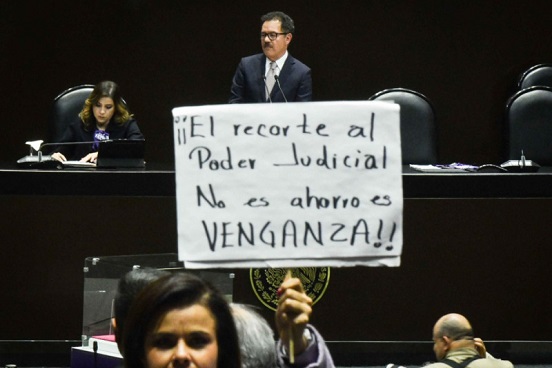 ¡¡El recorte al
Poder Judicial
No es ahorro es
VENGANZA!!